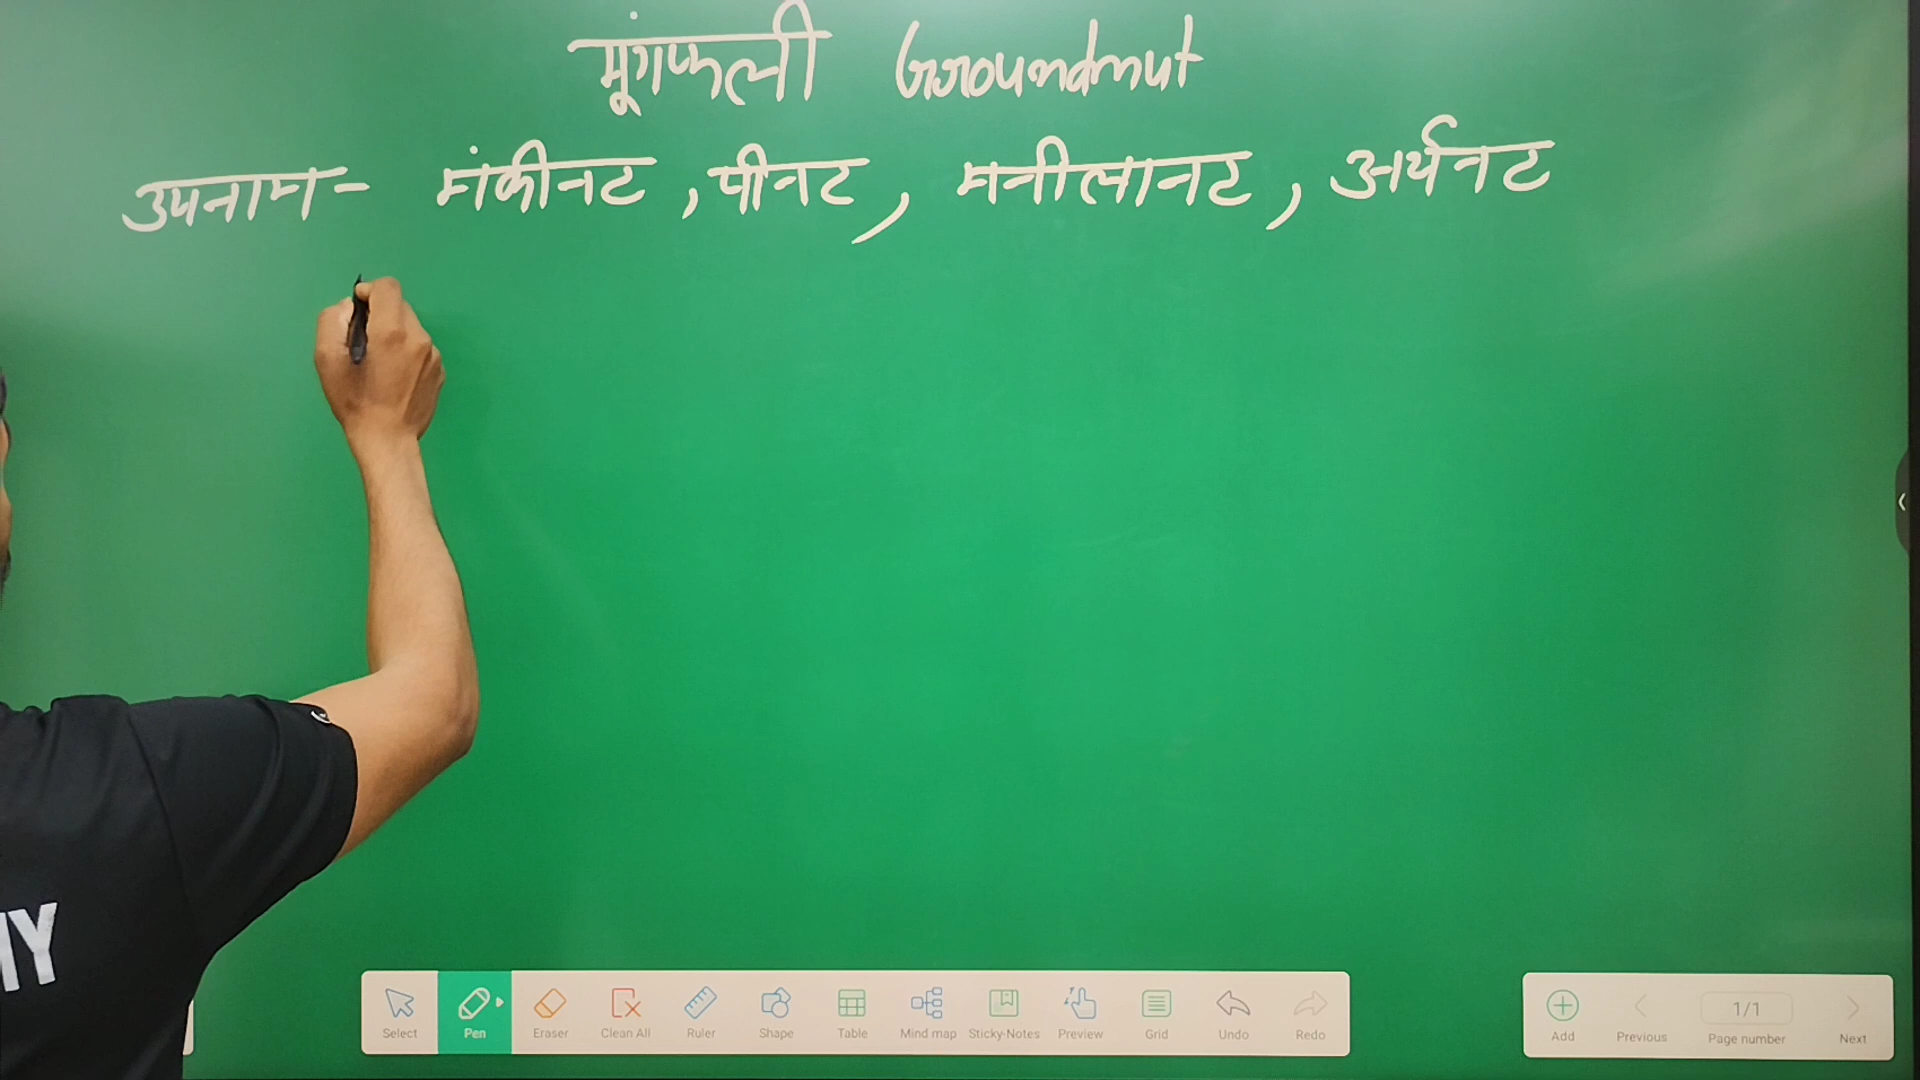 मूंगफली Groundnut
उपनाम - मंकीनट , पीनट , मनीलानट , अर्थनट
MY
Select Pen Eraser Clean All Ruler Shape Table Mind map Sticky-Notes Preview Grid Undo Redo
Add Previous 1/1 Page number Next